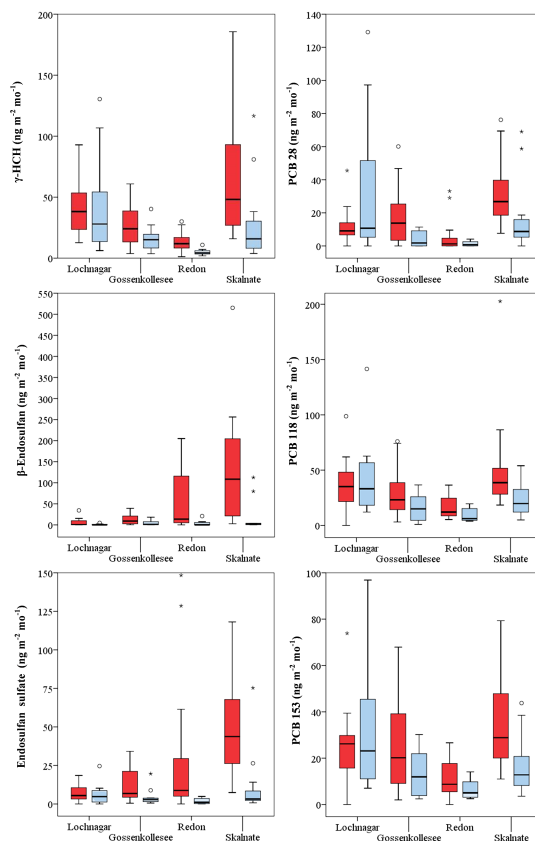 γ-HCH (ng m⁻² mo⁻¹)
200
150
100
50
0
Lochnagar
Redon
Gossenkollesee
Skalnate
PCB 28 (ng m⁻² mo⁻¹)
140
120
100
80
60
40
20
0
Lochnagar
Redon
Gossenkollesee
Skalnate
β-Endosulfan (ng m⁻² mo⁻¹)
550
500
450
400
350
300
250
200
150
100
50
0
Lochnagar
Redon
Gossenkollesee
Skalnate
PCB 118 (ng m⁻² mo⁻¹)
200
150
100
50
0
Lochnagar
Redon
Gossenkollesee
Skalnate
Endosulfan sulfate (ng m⁻² mo⁻¹)
150
125
100
75
50
25
0
Lochnagar
Redon
Gossenkollesee
Skalnate
PCB 153 (ng m⁻² mo⁻¹)
100
80
60
40
20
0
Lochnagar
Redon
Gossenkollesee
Skalnate